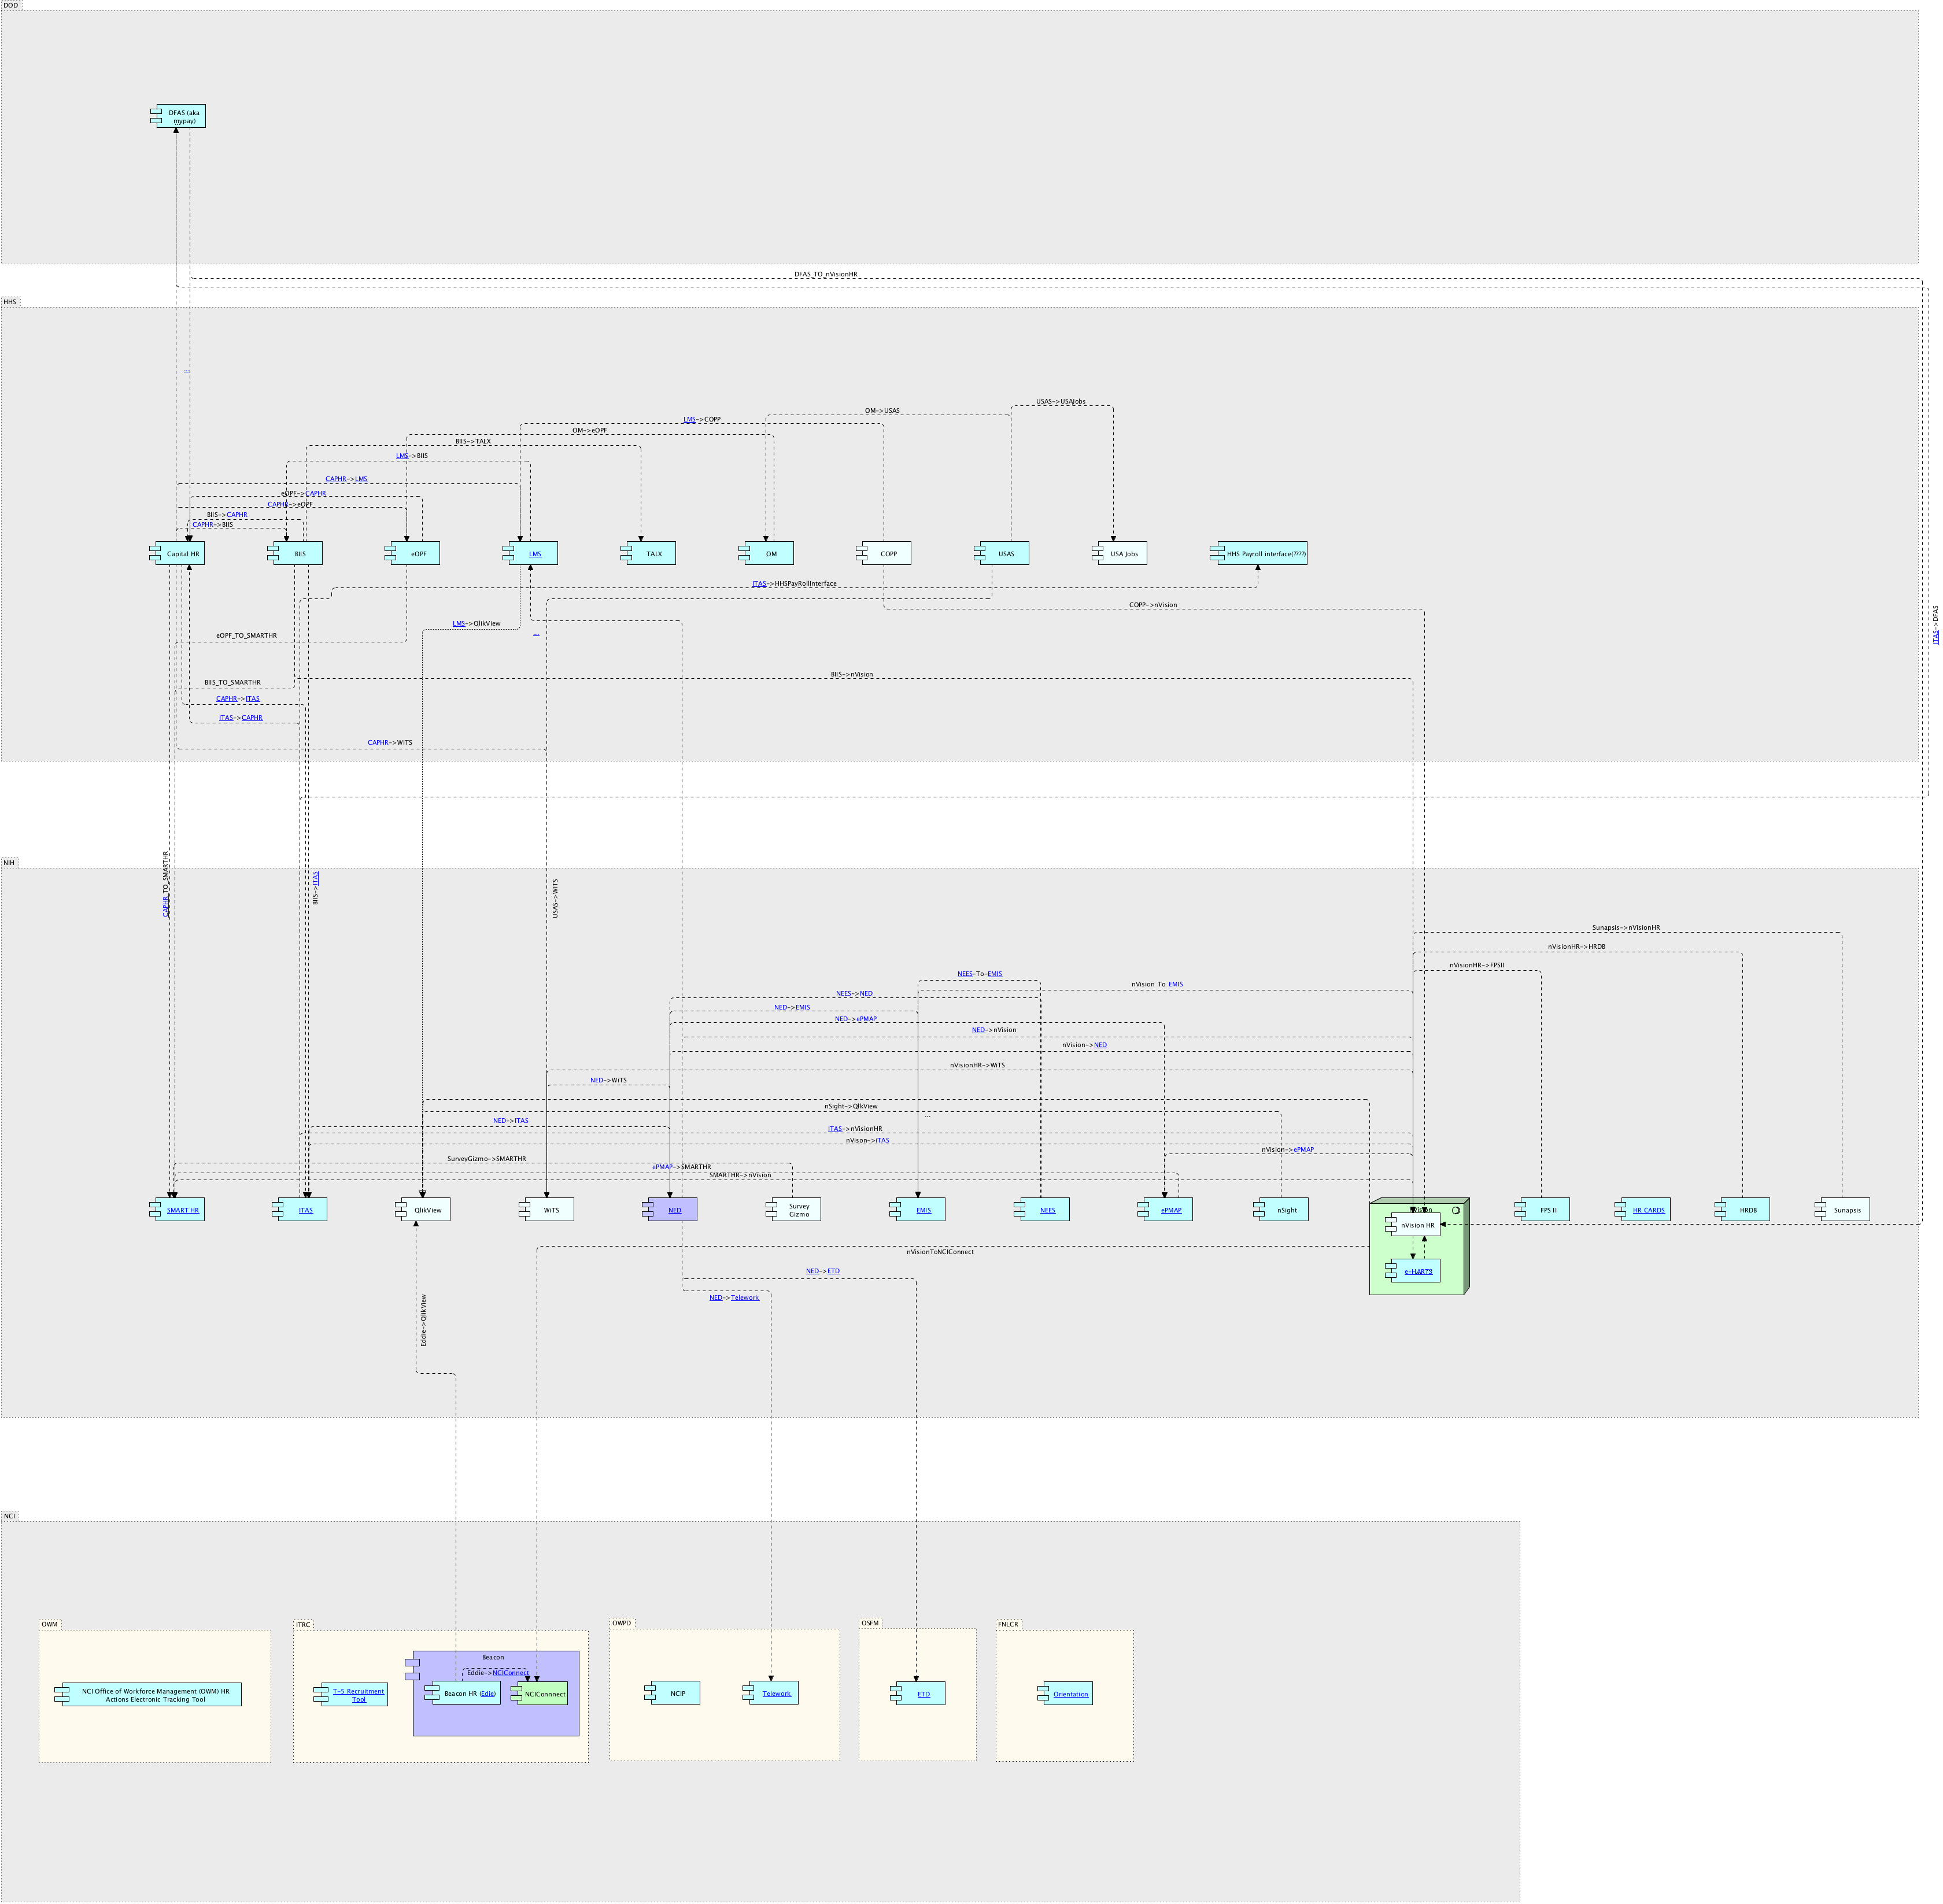 DOD
DFAS (aka
mypay)
DFAS_TO_nVisionHR
HHS
...
USAS->USAJobs
OM->USAS
LMS->COPP
OM->eOPF
BIIS->TALX
LMS->BIIS
CAPHR->LMS
eOPF->CAPHR
CAPHR->eOPF
BIIS->CAPHR
CAPHR->BIIS
Capital HR
BIIS
eOPF
LMS
TALX
OM
COPP
USAS
USA Jobs
HHS Payroll interface(????)
ITAS->HHSPayRollInterface
COPP->nVision
LMS->QlikView
...
eOPF_TO_SMARTHR
ITAS->DFAS
BIIS->nVision
BIIS_TO_SMARTHR
CAPHR->ITAS
ITAS->CAPHR
CAPHR->WiTS
NIH
CAPHR_TO_SMARTHR
BIIS->ITAS
USAS->WITS
Sunapsis->nVisionHR
nVisionHR->HRDB
nVisionHR->FPSII
NEES-To-EMIS
nVision To EMIS
NEES->NED
NED->EMIS
NED->ePMAP
NED->nVision
nVision->NED
nVisionHR->WiTS
NED->WiTS
nSight->QlikView
...
NED->ITAS
ITAS->nVisionHR
nVison->iTAS
nVision->ePMAP
SurveyGizmo->SMARTHR
ePMAP->SMARTHR
SMARTHR->nVision
SMART HR
ITAS
QlikView
WiTS
NED
Survey
Gizmo
EMIS
NEES
ePMAP
nSight
nVision
nVision HR
e-HARTS
FPS II
HR CARDS
HRDB
Sunapsis
nVisionToNCIConnect
NED->ETD
NED->Telework
Eddie->QlikView
NCI
OWM
NCI Office of Workforce Management (OWM) HR
Actions Electronic Tracking Tool
ITRC
T-5 Recruitment
Tool
Beacon
Eddie->NCIConnect
Beacon HR (Edie)
NCIConnnect
OWPD
NCIP
Telework
OSFM
ETD
FNLCR
Orientation